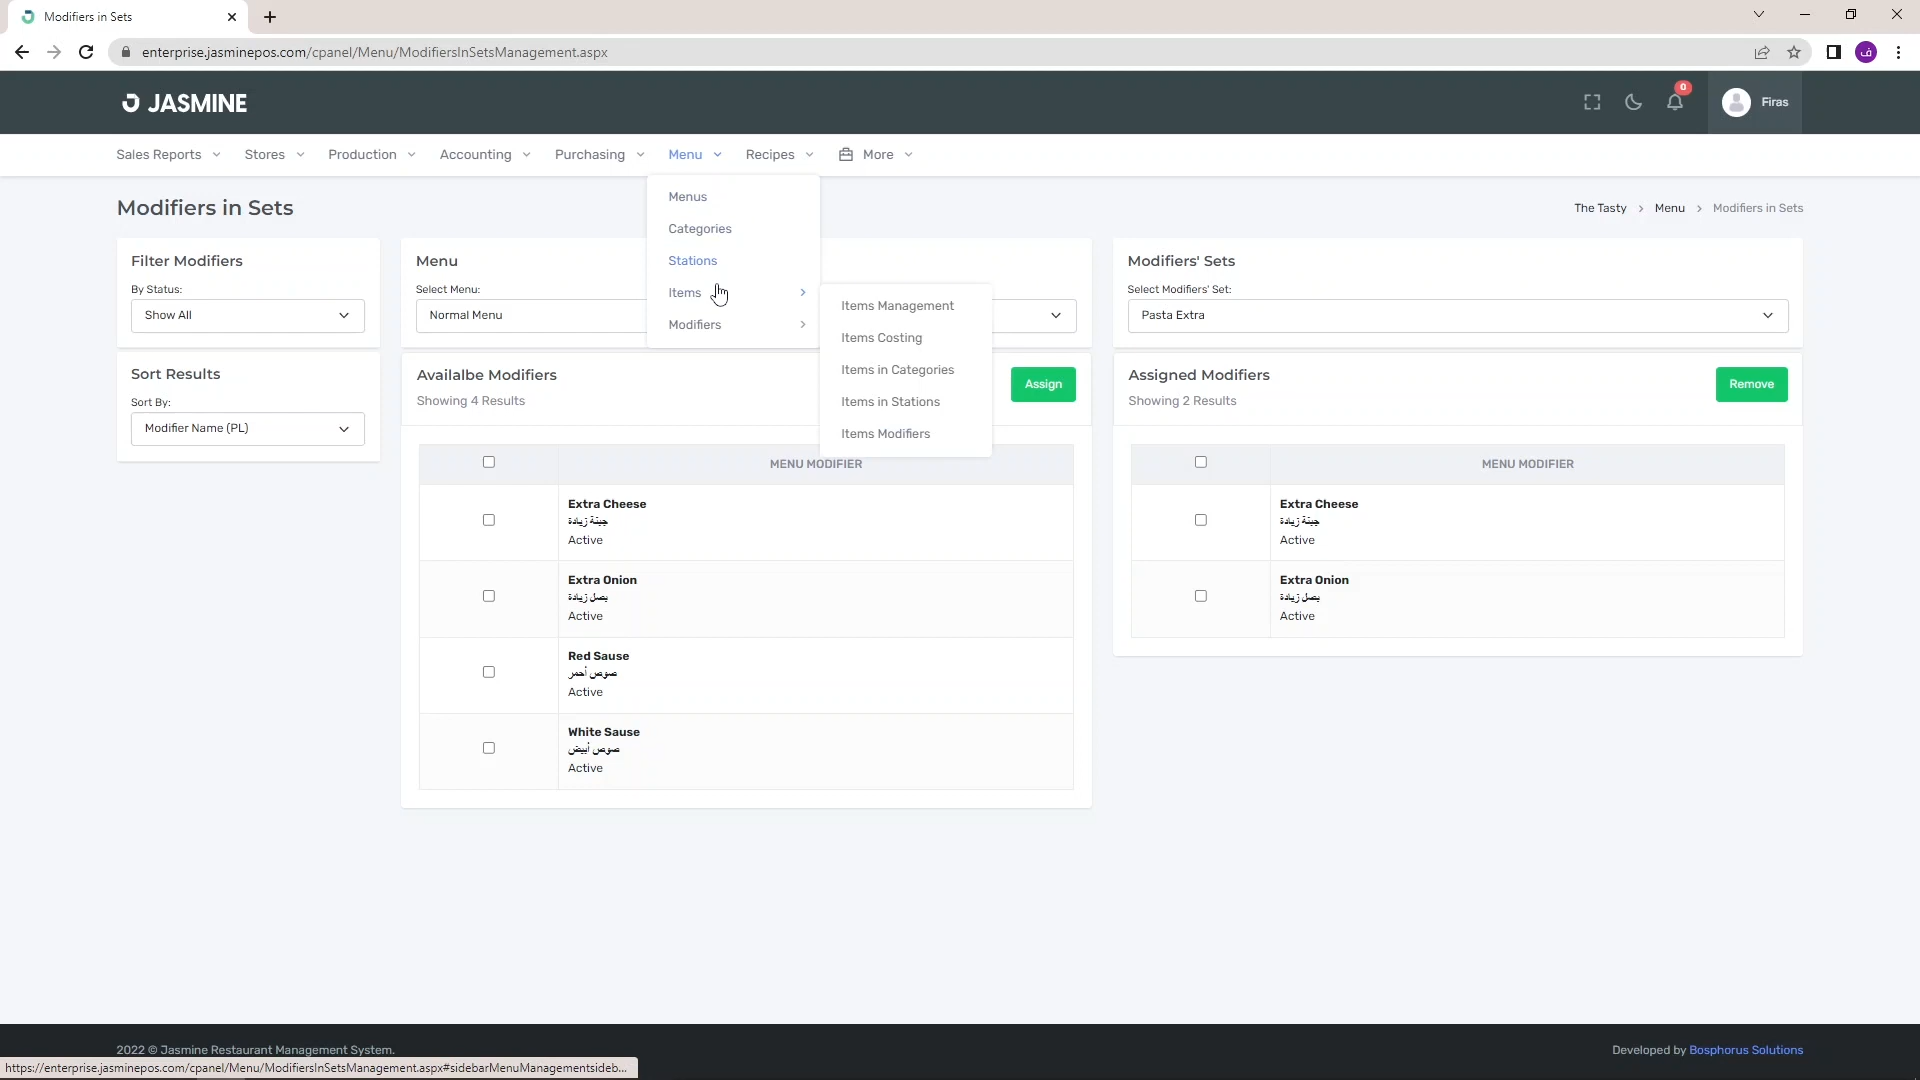 Modifiers in Sets
enterprise.jasminepos.com/cpanel/Menu/ModifiersInSetsManagement.aspx
ف
JASMINE
0
Firas
Sales Reports
Stores
Production
Accounting
Purchasing
Menu
Recipes
More
Menus
Categories
Stations
Items
Modifiers
Items Management
Items Costing
Items in Categories
Items in Stations
Items Modifiers
Modifiers in Sets
The Tasty > Menu > Modifiers in Sets
Filter Modifiers
By Status:
Show All
Sort Results
Sort By:
Modifier Name (PL)
Menu
Select Menu:
Normal Menu
Availalbe Modifiers
Showing 4 Results
Assign
MENU MODIFIER
Extra Cheese
جبنة زيادة
Active
Extra Onion
بصل زيادة
Active
Red Sause
صوص أحمر
Active
White Sause
صوص أبيض
Active
Modifiers' Sets
Select Modifiers' Set:
Pasta Extra
Assigned Modifiers
Showing 2 Results
Remove
MENU MODIFIER
Extra Cheese
جبنة زيادة
Active
Extra Onion
بصل زيادة
Active
2022 © Jasmine Restaurant Management System.
Developed by Bosphorus Solutions
https://enterprise.jasminepos.com/cpanel/Menu/ModifiersInSetsManagement.aspx#sidebarMenuManagementsideb...